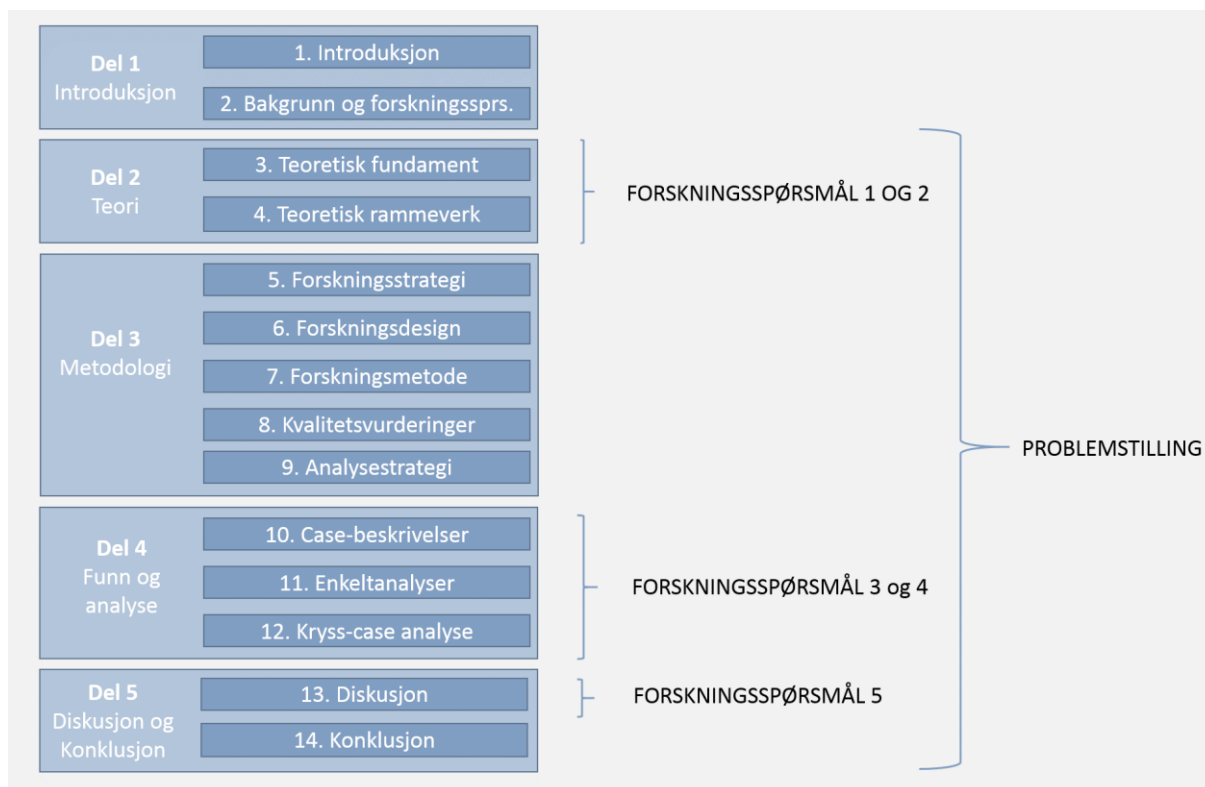 Del 1
Introduksjon
1. Introduksjon
2. Bakgrunn og forskningssprs.
Del 2
Teori
3. Teoretisk fundament
4. Teoretisk rammeverk
FORSKNINGSSPØRSMÅL 1 OG 2
Del 3
Metodologi
5. Forskningsstrategi
6. Forskningsdesign
7. Forskningsmetode
8. Kvalitetsvurderinger
9. Analysestrategi
PROBLEMSTILLING
Del 4
Funn og
analyse
10. Case-beskrivelser
11. Enkeltanalyser
12. Kryss-case analyse
FORSKNINGSSPØRSMÅL 3 og 4
Del 5
Diskusjon og
Konklusjon
13. Diskusjon
14. Konklusjon
FORSKNINGSSPØRSMÅL 5